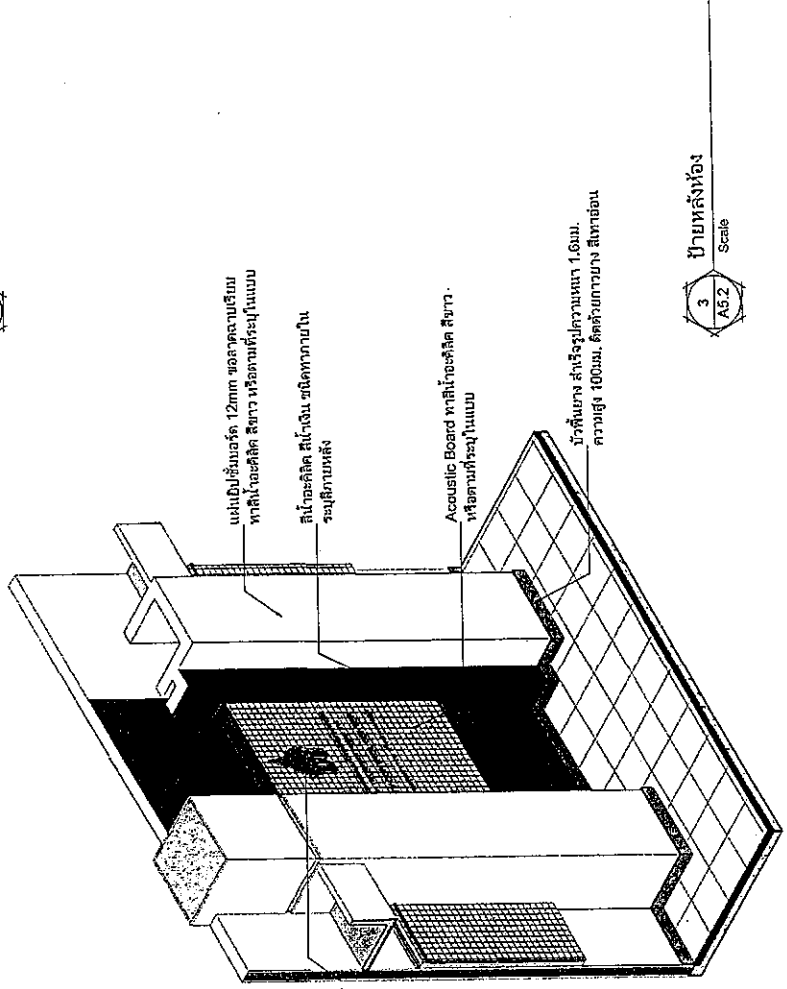 แผ่นยิปซั่มบอร์ด 12mm ขอลาดฉาบเรียบ
ทาสีน้ำอะคิลิค สีขาว หรือตามที่ระบุในแบบ
สีน้ำอะคิลิค สีน้ำเงิน ชนิดทาภายใน
ระบุสีภายหลัง
Acoustic Board ทาสีน้ำอะคิลิค สีขาว
หรือตามที่ระบุในแบบ
บัวพื้นยาง สำเร็จรูปความหนา 1.6มม.
ความสูง 100มม. ติดด้วยกาวยาง สีเทาอ่อน
3
A5.2
ป้ายหลังห้อง
Scale